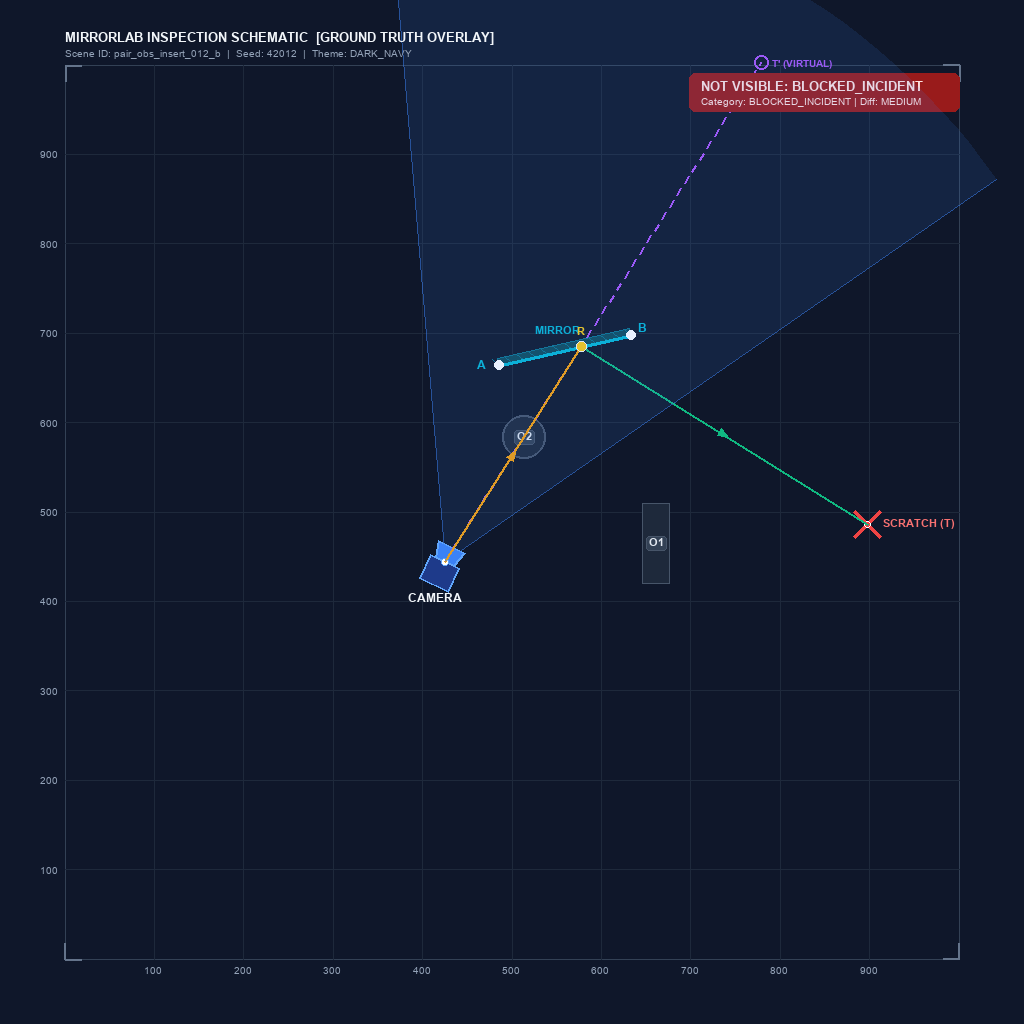 MIRRORLAB INSPECTION SCHEMATIC [GROUND TRUTH OVERLAY]
Scene ID: pair_obs_insert_012_b | Seed: 42012 | Theme: DARK_NAVY
T' (VIRTUAL)
NOT VISIBLE: BLOCKED_INCIDENT
Category: BLOCKED_INCIDENT | Diff: MEDIUM
900
800
700
MIRROR
R
B
A
600
O2
500
SCRATCH (T)
O1
CAMERA
400
300
200
100
100 200 300 400 500 600 700 800 900